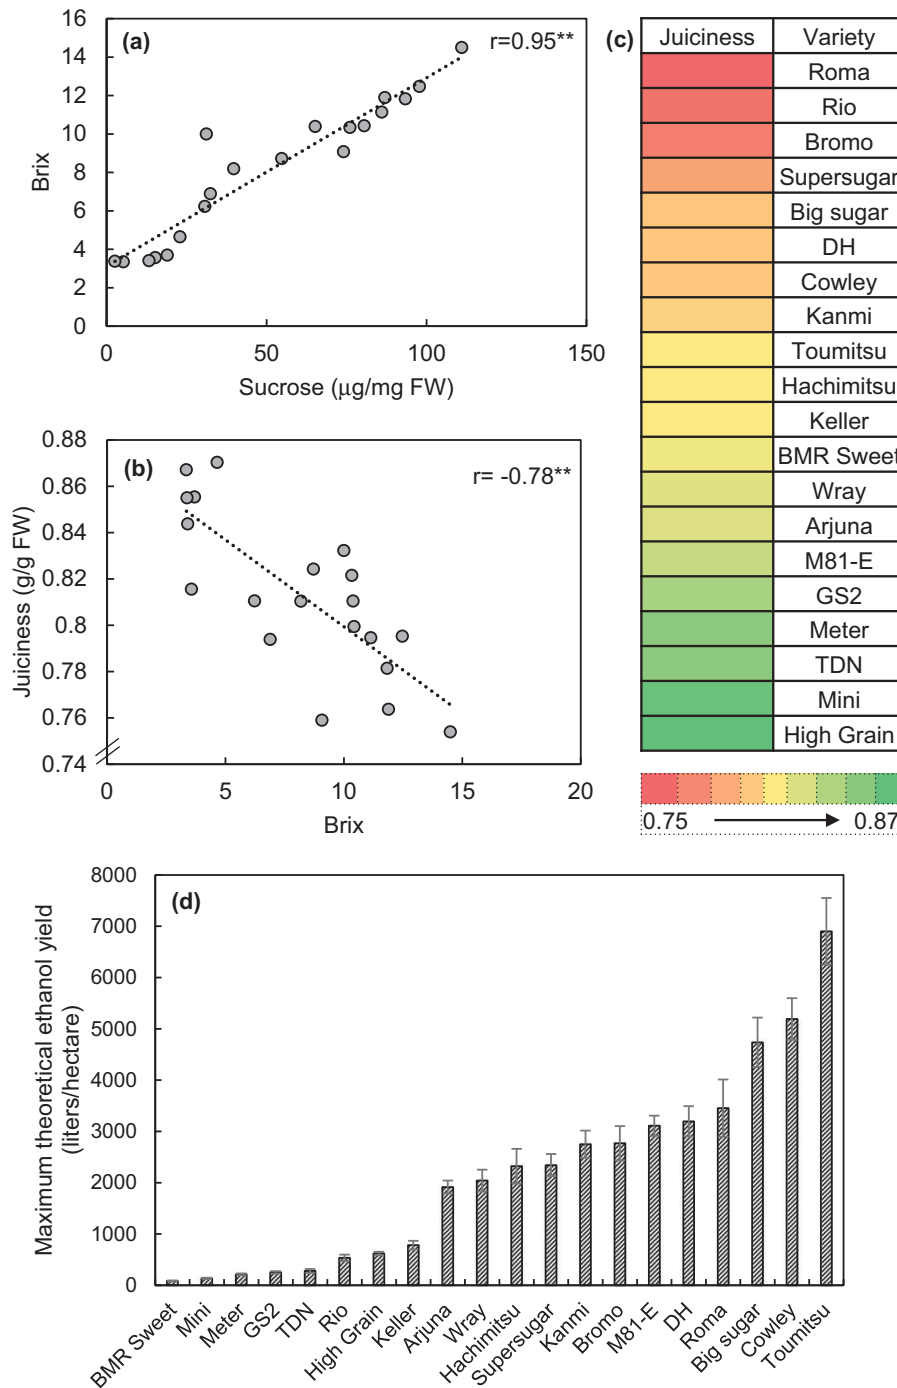 (a)
r=0.95**
16
14
12
10
8
6
4
2
0
Brix
0 50 100 150
Sucrose (μg/mg FW)
(b)
r= -0.78**
0.88
0.86
0.84
0.82
0.8
0.78
0.76
0.74
Juiciness (g/g FW)
0 5 10 15 20
Brix
(c)
Juiciness Variety
Roma
Rio
Bromo
Supersugar
Big sugar
DH
Cowley
Kanmi
Toumitsu
Hachimitsu
Keller
BMR Sweet
Wray
Arjuna
M81-E
GS2
Meter
TDN
Mini
High Grain
0.75 0.87
(d)
8000
7000
6000
5000
4000
3000
2000
1000
0
Maximum theoretical ethanol yield
(liters/hectare)
BMR Sweet
Mini
Meter
GS2
TDN
Rio
High Grain
Keller
Arjuna
Wray
Hachimitsu
Supersugar
Kanmi
Bromo
M81-E
DH
Roma
Big sugar
Cowley
Toumitsu